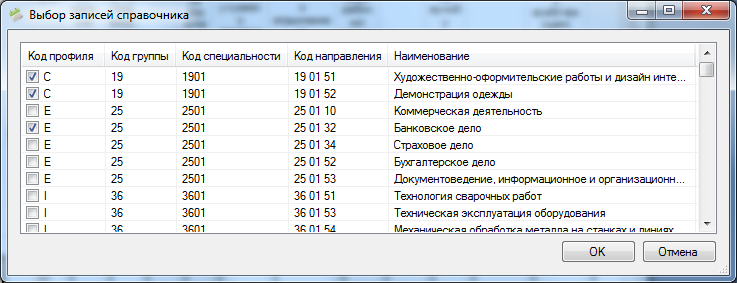 Выбор записей справочника
Код профиля Код группы Код специальности Код направления Наименование
C 19 1901 19 01 51 Художественно-оформительские работы и дизайн инте...
C 19 1901 19 01 52 Демонстрация одежды
E 25 2501 25 01 10 Коммерческая деятельность
E 25 2501 25 01 32 Банковское дело
E 25 2501 25 01 34 Страховое дело
E 25 2501 25 01 52 Бухгалтерское дело
E 25 2501 25 01 53 Документоведение, информационное и организационн...
I 36 3601 36 01 51 Технология сварочных работ
I 36 3601 36 01 53 Техническая эксплуатация оборудования
I 36 3601 36 01 54 Механическая обработка металла на станках и линиях
OK Отмена